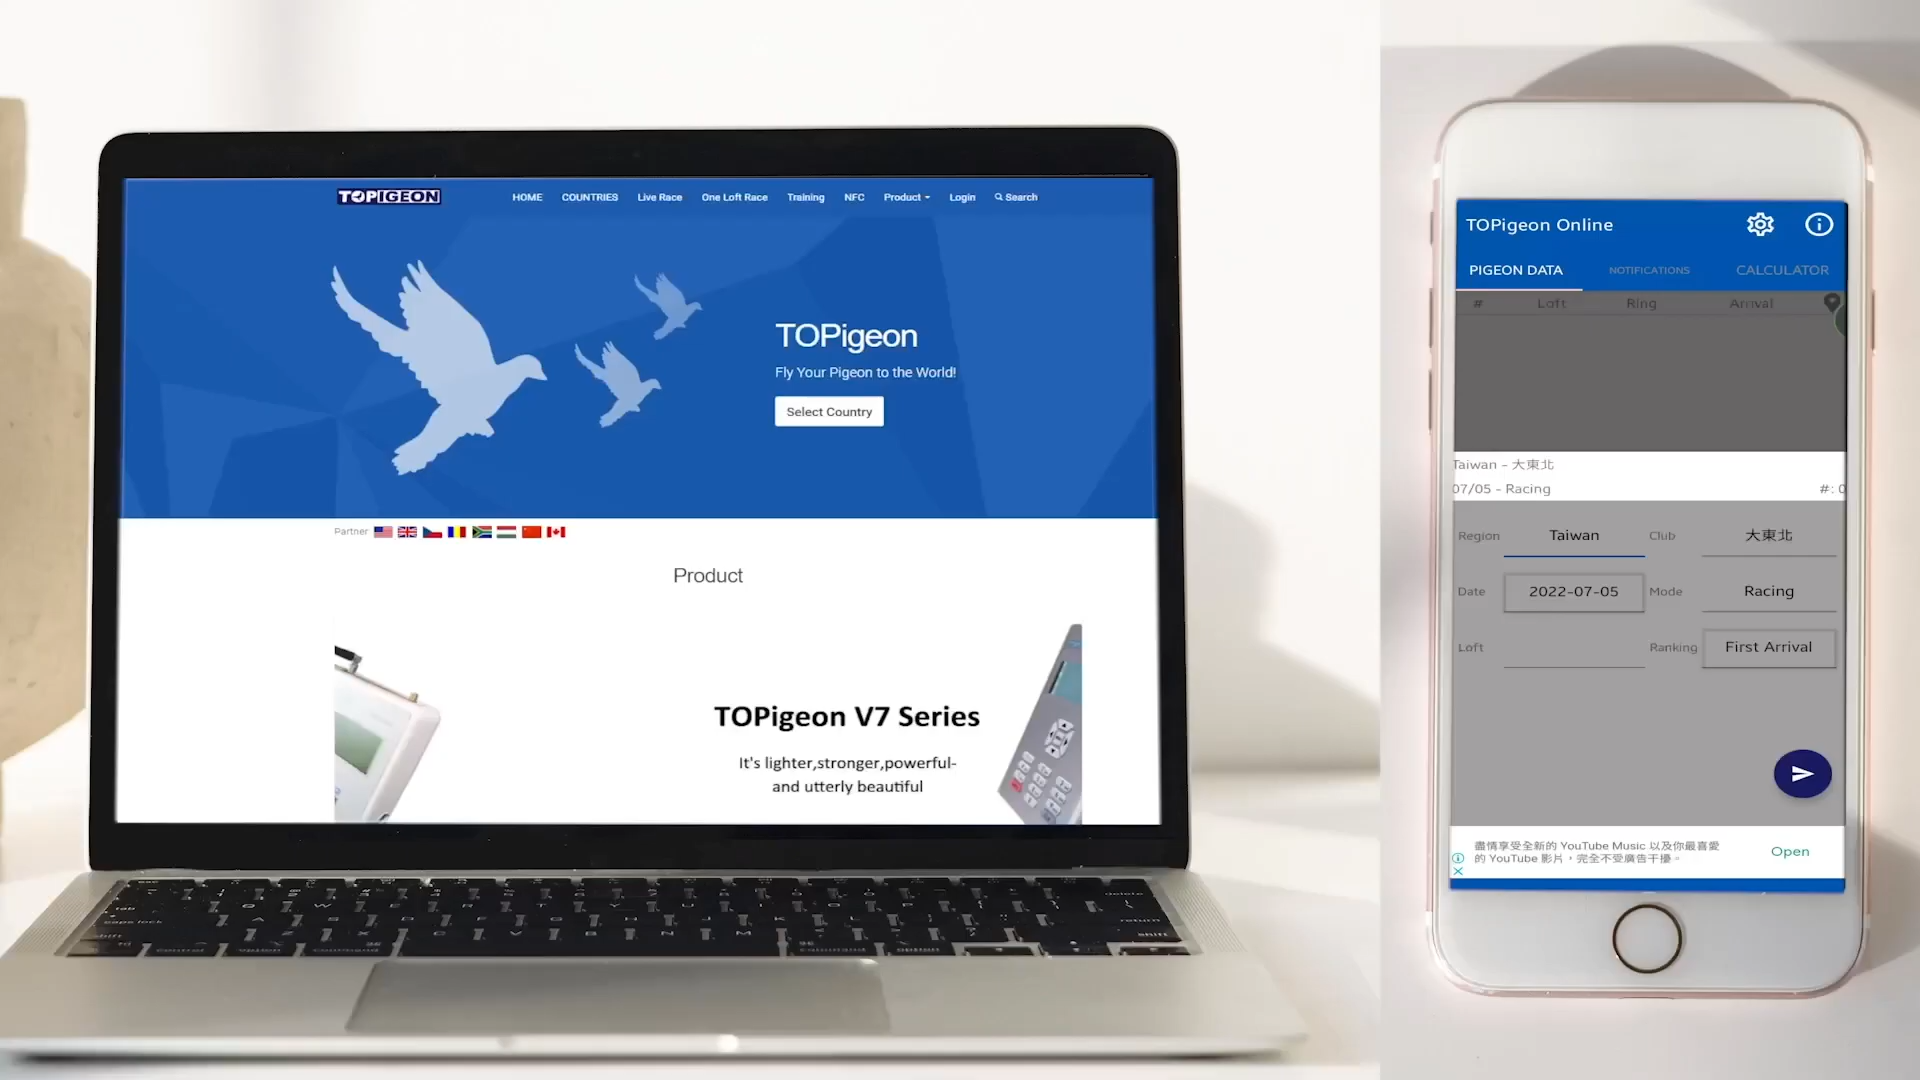 TOPIGEON
HOME COUNTRIES Live Race One Loft Race Training NFC Product Login Search
TOPigeon
Fly Your Pigeon to the World!
Select Country
Partner
Product
TOPigeon V7 Series
It's lighter,stronger,powerful-
and utterly beautiful
TOPigeon Online
PIGEON DATA NOTIFICATIONS CALCULATOR
# Loft Ring Arrival
Taiwan - 大東北
07/05 - Racing #: 0
Region Taiwan Club 大東北
Date 2022-07-05 Mode Racing
Loft Ranking First Arrival
盡情享受全新的 YouTube Music 以及你最喜愛
的 YouTube 影片，完全不受廣告干擾。
Open